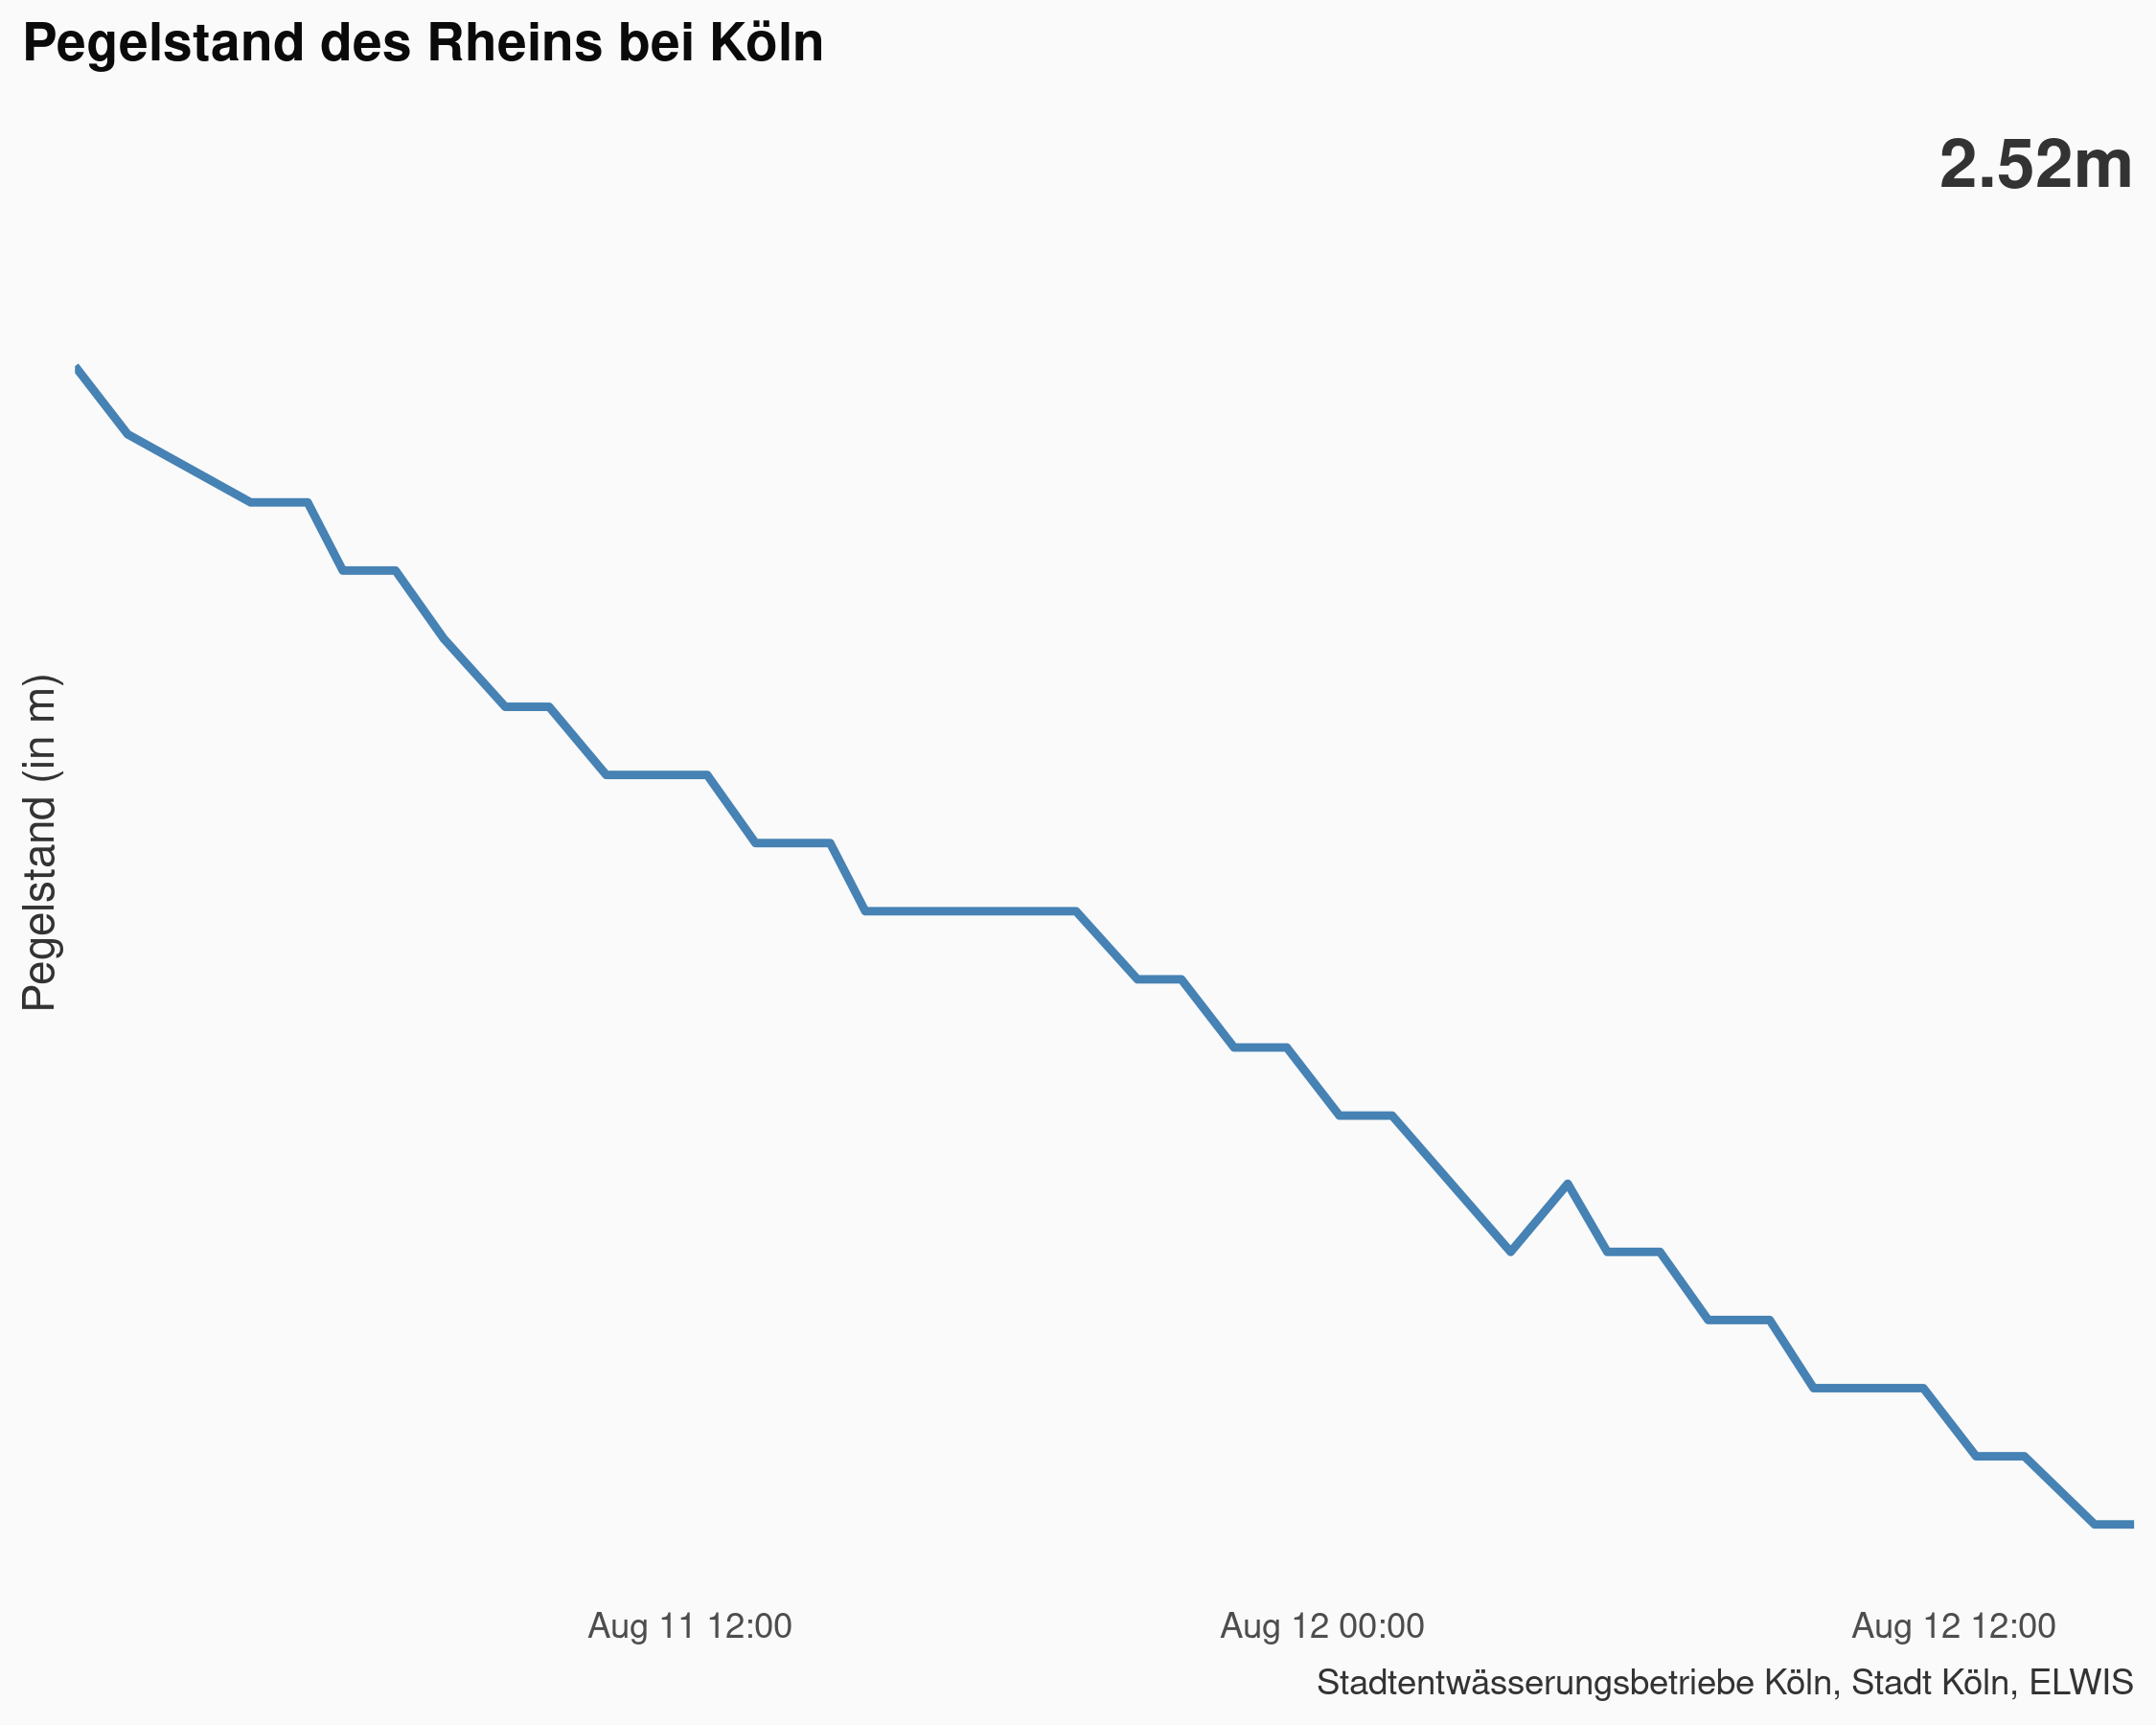 Pegelstand des Rheins bei Köln
2.52m
Pegelstand (in m)
Aug 11 12:00
Aug 12 00:00
Aug 12 12:00
Stadtentwässerungsbetriebe Köln, Stadt Köln, ELWIS